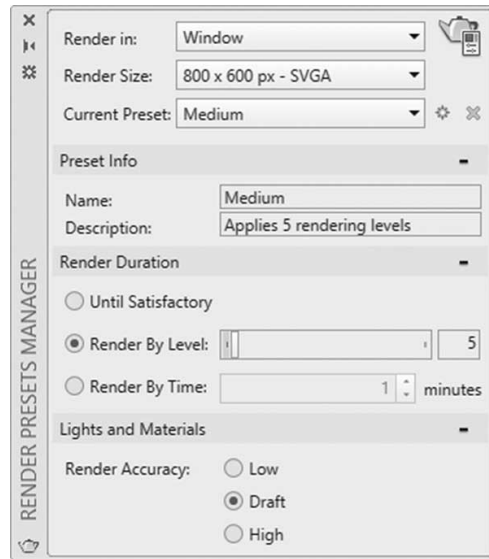 Render in: Window
Render Size: 800 x 600 px - SVGA
Current Preset: Medium
Preset Info
Name: Medium
Description: Applies 5 rendering levels
Render Duration
Until Satisfactory
Render By Level: 5
Render By Time: 1 minutes
Lights and Materials
Render Accuracy: Low
Draft
High
RENDER PRESETS MANAGER